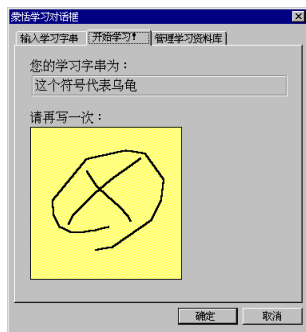 蒙恬学习对话框
输入学习字串 开始学习! 管理学习资料库
您的学习字串为：
这个符号代表乌龟
请再写一次：
确定 取消